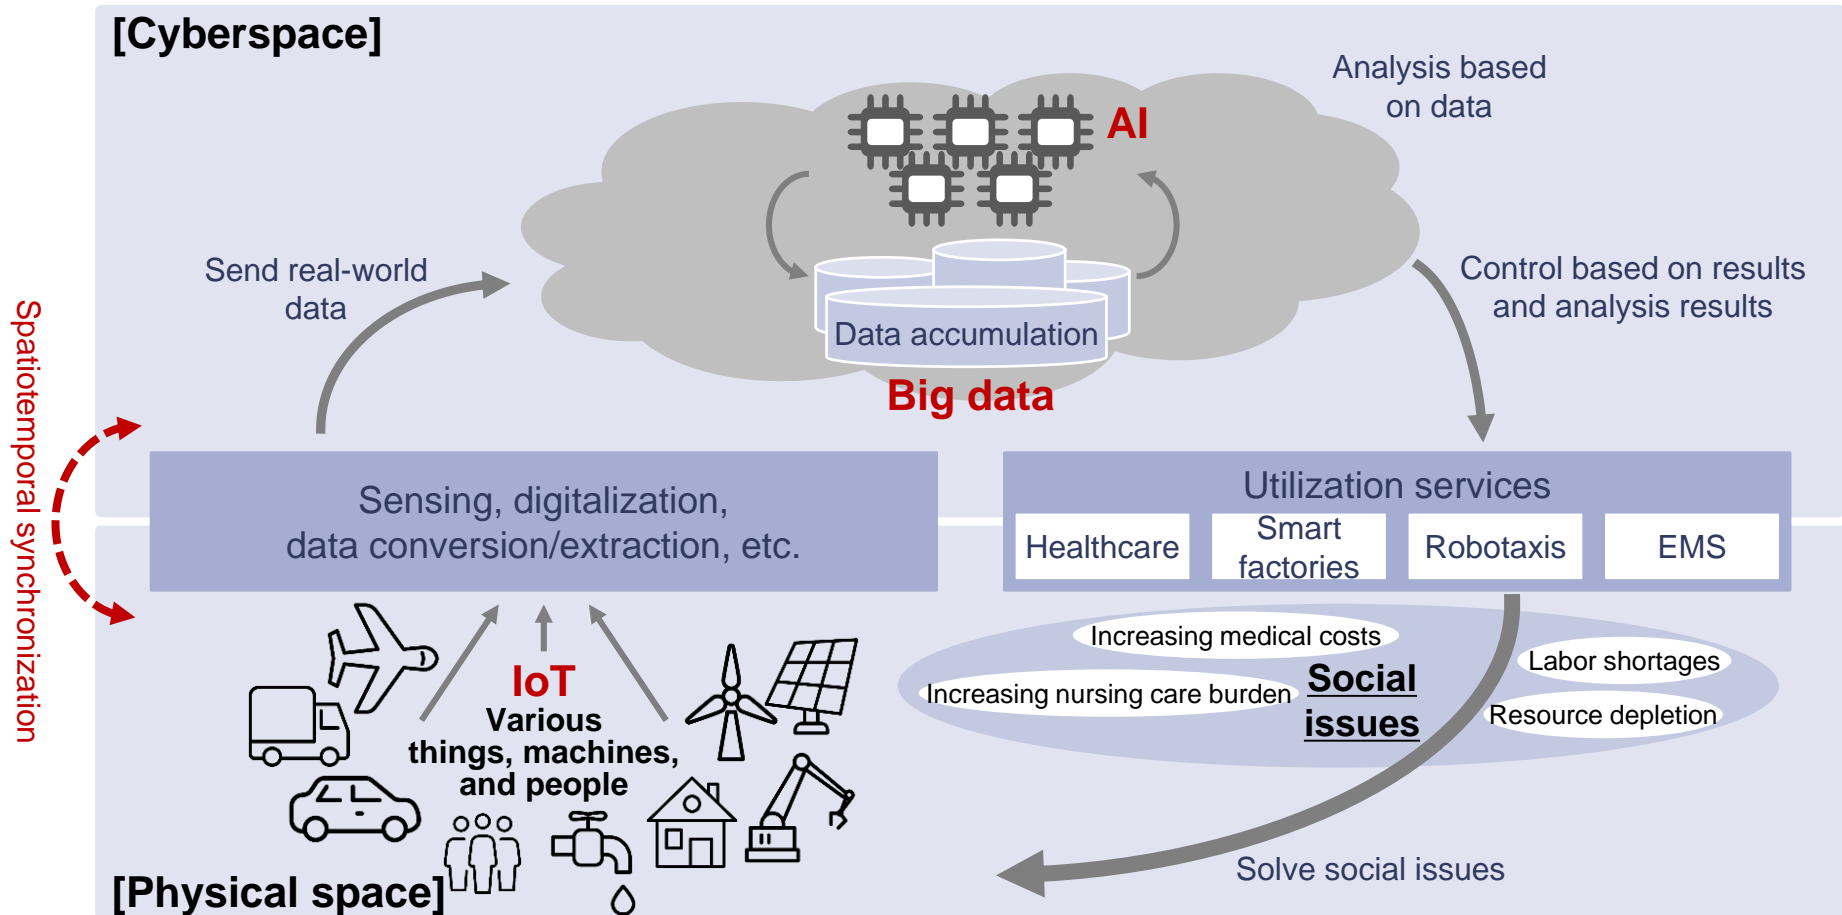 [Cyberspace]
Analysis based
on data
AI
Send real-world
data
Control based on results
and analysis results
Data accumulation
Big data
Spatiotemporal synchronization
Sensing, digitalization,
data conversion/extraction, etc.
Utilization services
Healthcare
Smart
factories
Robotaxis
EMS
IoT
Various
things, machines,
and people
Increasing medical costs
Labor shortages
Increasing nursing care burden
Social
issues
Resource depletion
Solve social issues
[Physical space]